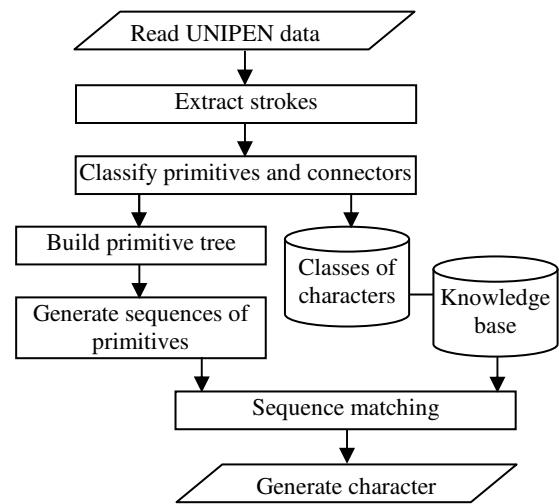 Read UNIPEN data
Extract strokes
Classify primitives and connectors
Build primitive tree
Classes of
characters
Knowledge
base
Generate sequences of
primitives
Sequence matching
Generate character